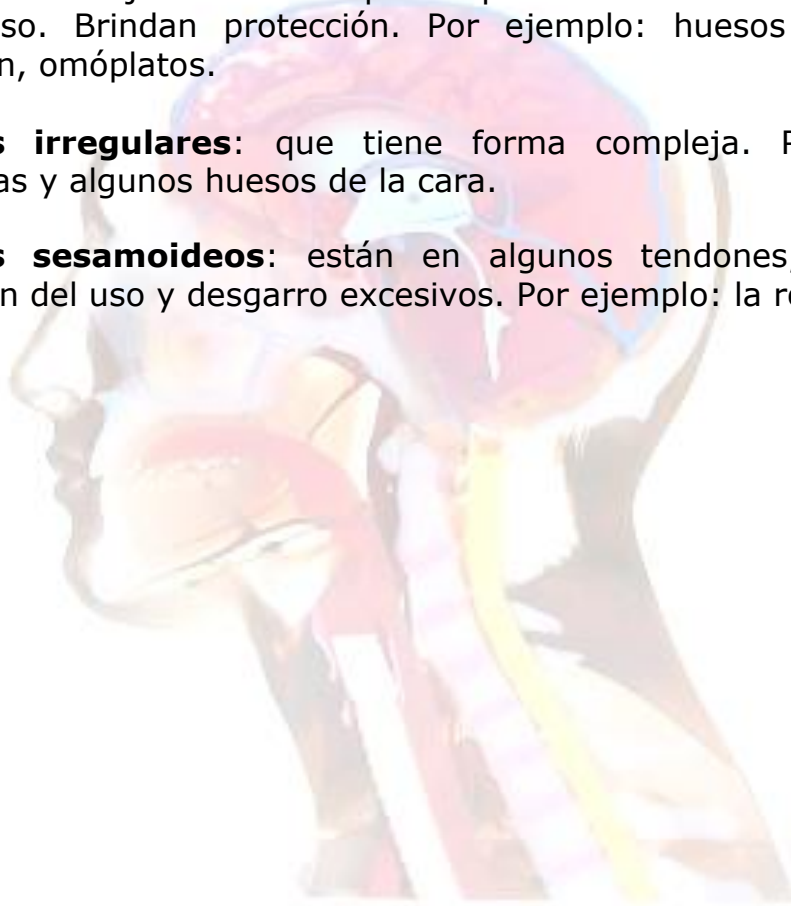 so. Brindan protección. Por ejemplo: huesos
n, omóplatos.
s irregulares: que tiene forma compleja. P
as y algunos huesos de la cara.
s sesamoideos: están en algunos tendones,
n del uso y desgarro excesivos. Por ejemplo: la r